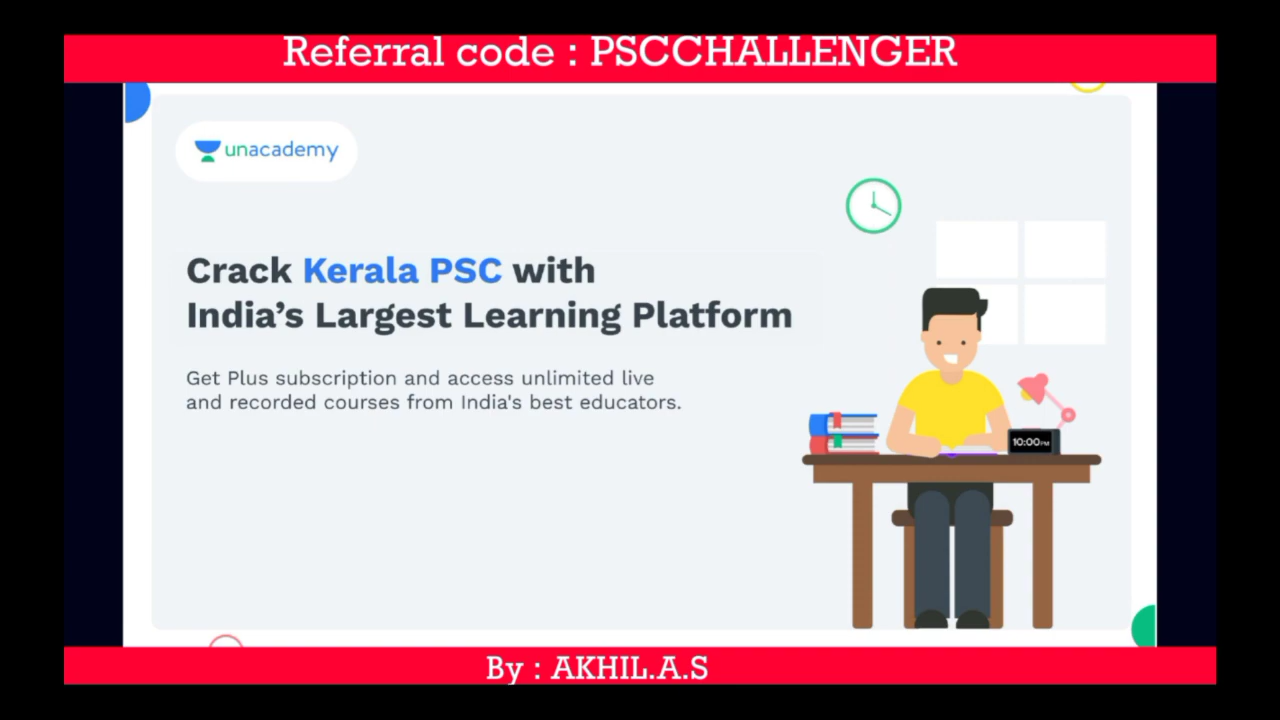 Referral code : PSCCHALLENGER
unacademy
Crack Kerala PSC with
India's Largest Learning Platform
Get Plus subscription and access unlimited live
and recorded courses from India's best educators.
10:00PM
By : AKHIL.A.S